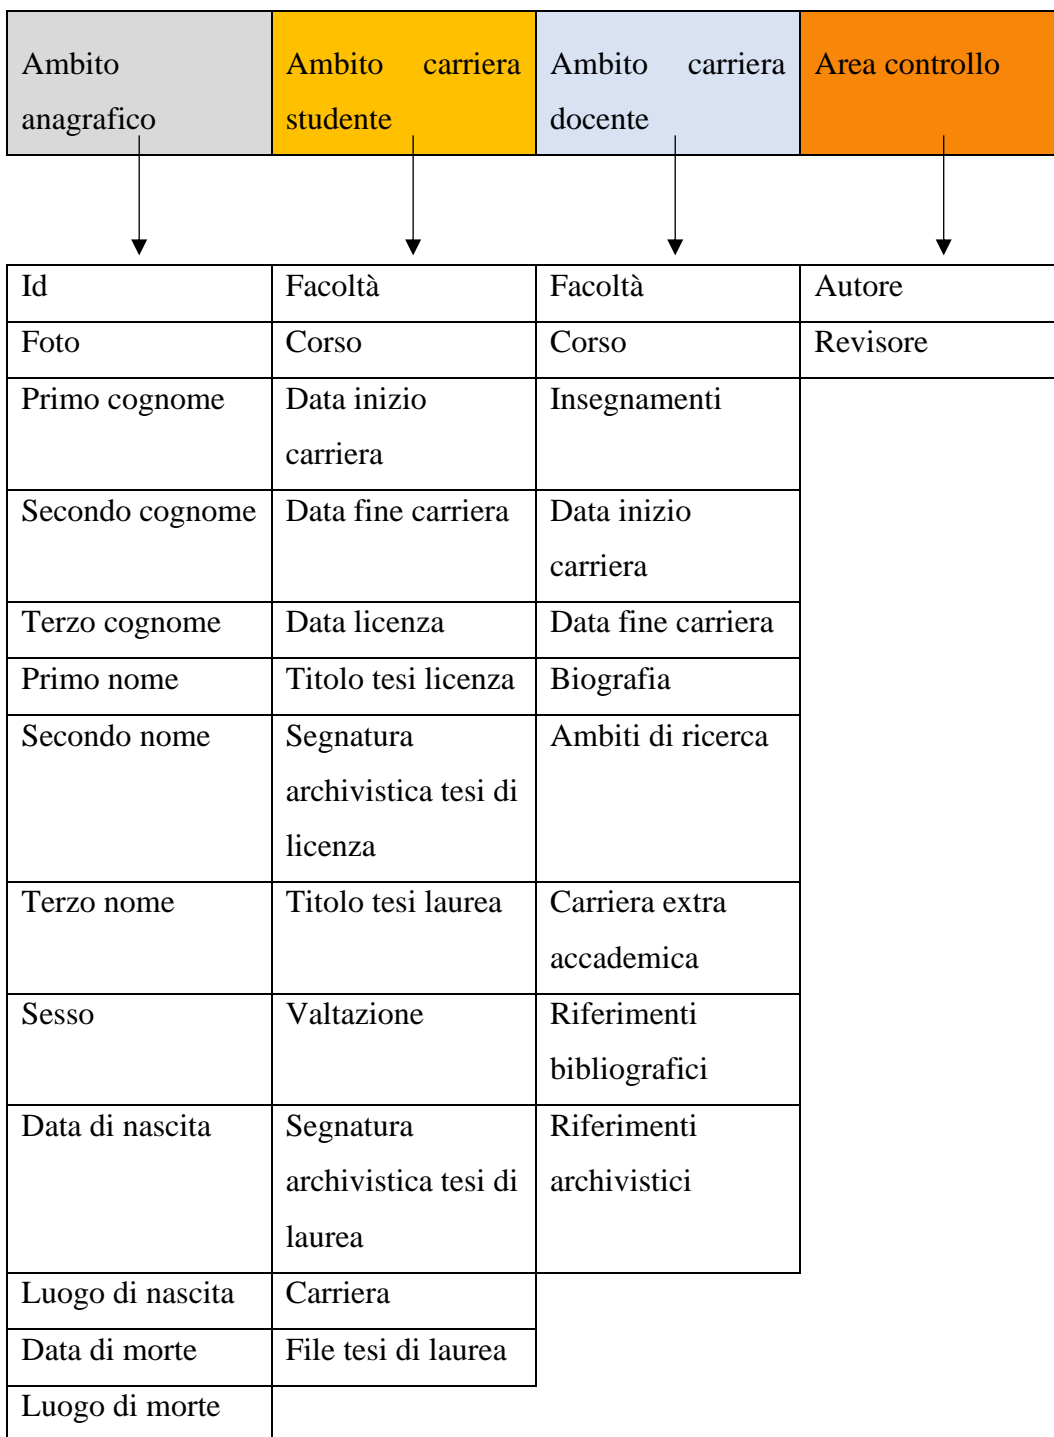 Ambito
anagrafico
Ambito carriera
studente
Ambito carriera
docente
Area controllo
Id
Facoltà
Facoltà
Autore
Foto
Corso
Corso
Revisore
Primo cognome
Data inizio
carriera
Insegnamenti
Secondo cognome
Data fine carriera
Data inizio
carriera
Terzo cognome
Data licenza
Data fine carriera
Primo nome
Titolo tesi licenza
Biografia
Secondo nome
Segnatura
archivistica tesi di
licenza
Ambiti di ricerca
Terzo nome
Titolo tesi laurea
Carriera extra
accademica
Sesso
Valtazione
Riferimenti
bibliografici
Data di nascita
Segnatura
archivistica tesi di
laurea
Riferimenti
archivistici
Luogo di nascita
Carriera
Data di morte
File tesi di laurea
Luogo di morte